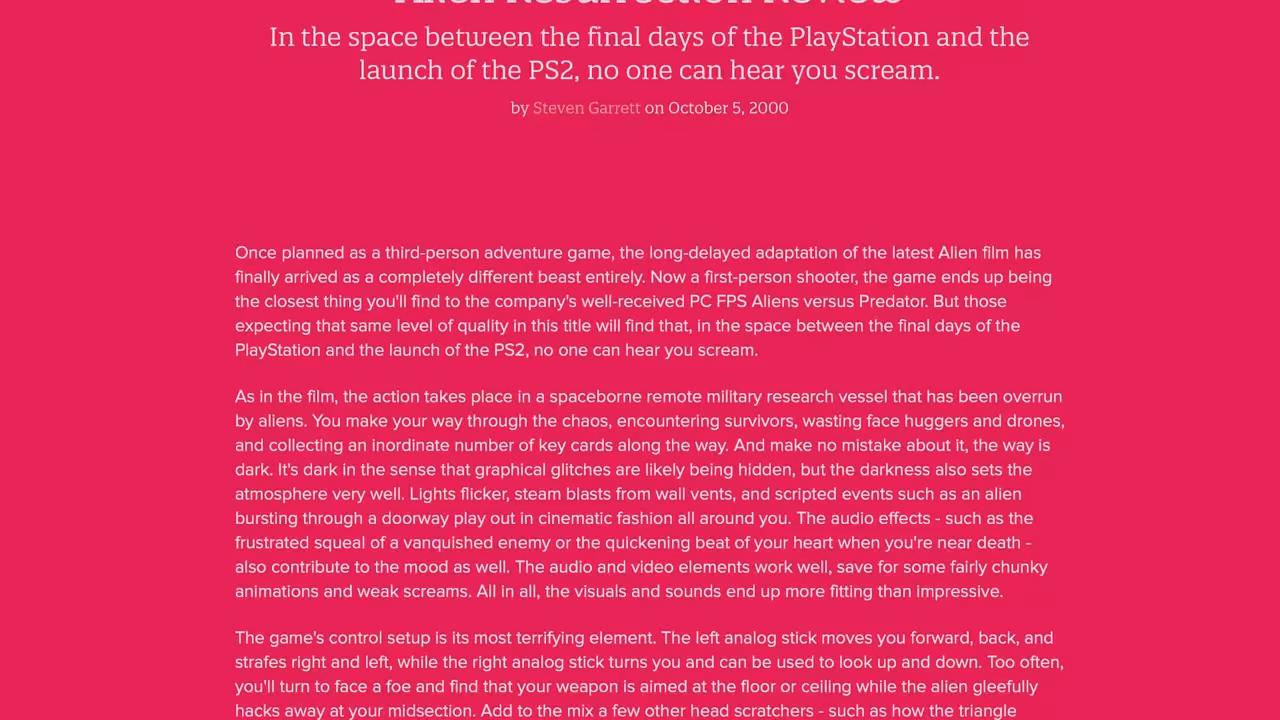 Alien Resurrection Review
In the space between the final days of the PlayStation and the
launch of the PS2, no one can hear you scream.
by Steven Garrett on October 5, 2000
Once planned as a third-person adventure game, the long-delayed adaptation of the latest Alien film has
finally arrived as a completely different beast entirely. Now a first-person shooter, the game ends up being
the closest thing you'll find to the company's well-received PC FPS Aliens versus Predator. But those
expecting that same level of quality in this title will find that, in the space between the final days of the
PlayStation and the launch of the PS2, no one can hear you scream.
As in the film, the action takes place in a spaceborne remote military research vessel that has been overrun
by aliens. You make your way through the chaos, encountering survivors, wasting face huggers and drones,
and collecting an inordinate number of key cards along the way. And make no mistake about it, the way is
dark. It's dark in the sense that graphical glitches are likely being hidden, but the darkness also sets the
atmosphere very well. Lights flicker, steam blasts from wall vents, and scripted events such as an alien
bursting through a doorway play out in cinematic fashion all around you. The audio effects - such as the
frustrated squeal of a vanquished enemy or the quickening beat of your heart when you're near death -
also contribute to the mood as well. The audio and video elements work well, save for some fairly chunky
animations and weak screams. All in all, the visuals and sounds end up more fitting than impressive.
The game's control setup is its most terrifying element. The left analog stick moves you forward, back, and
strafes right and left, while the right analog stick turns you and can be used to look up and down. Too often,
you'll turn to face a foe and find that your weapon is aimed at the floor or ceiling while the alien gleefully
hacks away at your midsection. Add to the mix a few other head scratchers - such as how the triangle